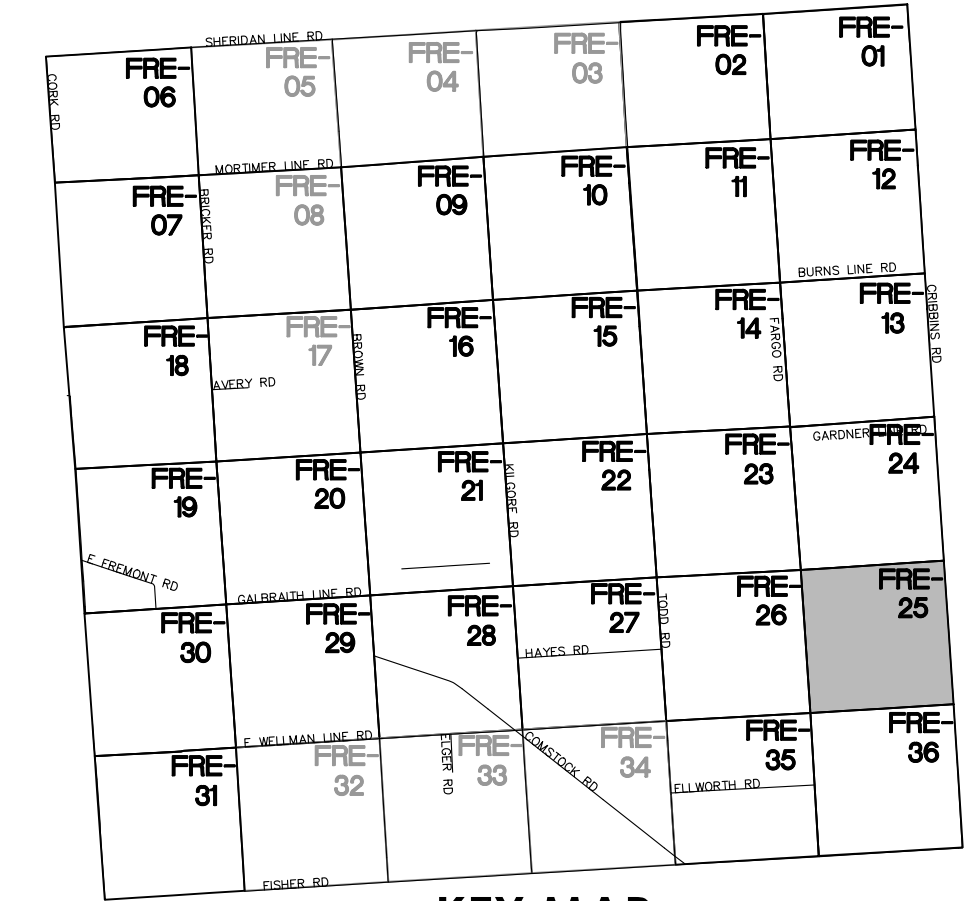 SHERIDAN LINE RD
CORK RD
FRE-
06
FRE-
05
FRE-
04
FRE-
03
FRE-
02
FRE-
01
MORTIMER LINE RD
FRE-
07
BRICKER RD
FRE-
08
FRE-
09
FRE-
10
FRE-
11
FRE-
12
BURNS LINE RD
FRE-
18
FRE-
17
AVERY RD
BROWN RD
FRE-
16
FRE-
15
FRE-
14
FARGO RD
FRE-
13
CRIBBINS RD
FRE-
19
E FREMONT RD
FRE-
20
GALBRAITH LINE RD
FRE-
21
KILGORE RD
FRE-
22
FRE-
23
GARDNER LINE RD
FRE-
24
FRE-
30
FRE-
29
FRE-
28
FRE-
27
HAYES RD
TODD RD
FRE-
26
FRE-
25
E WELLMAN LINE RD
FRE-
31
FRE-
32
ELGER RD
FRE-
33
COMSTOCK RD
FRE-
34
FRE-
35
ELLWORTH RD
FRE-
36
FISHER RD
KEY MAP